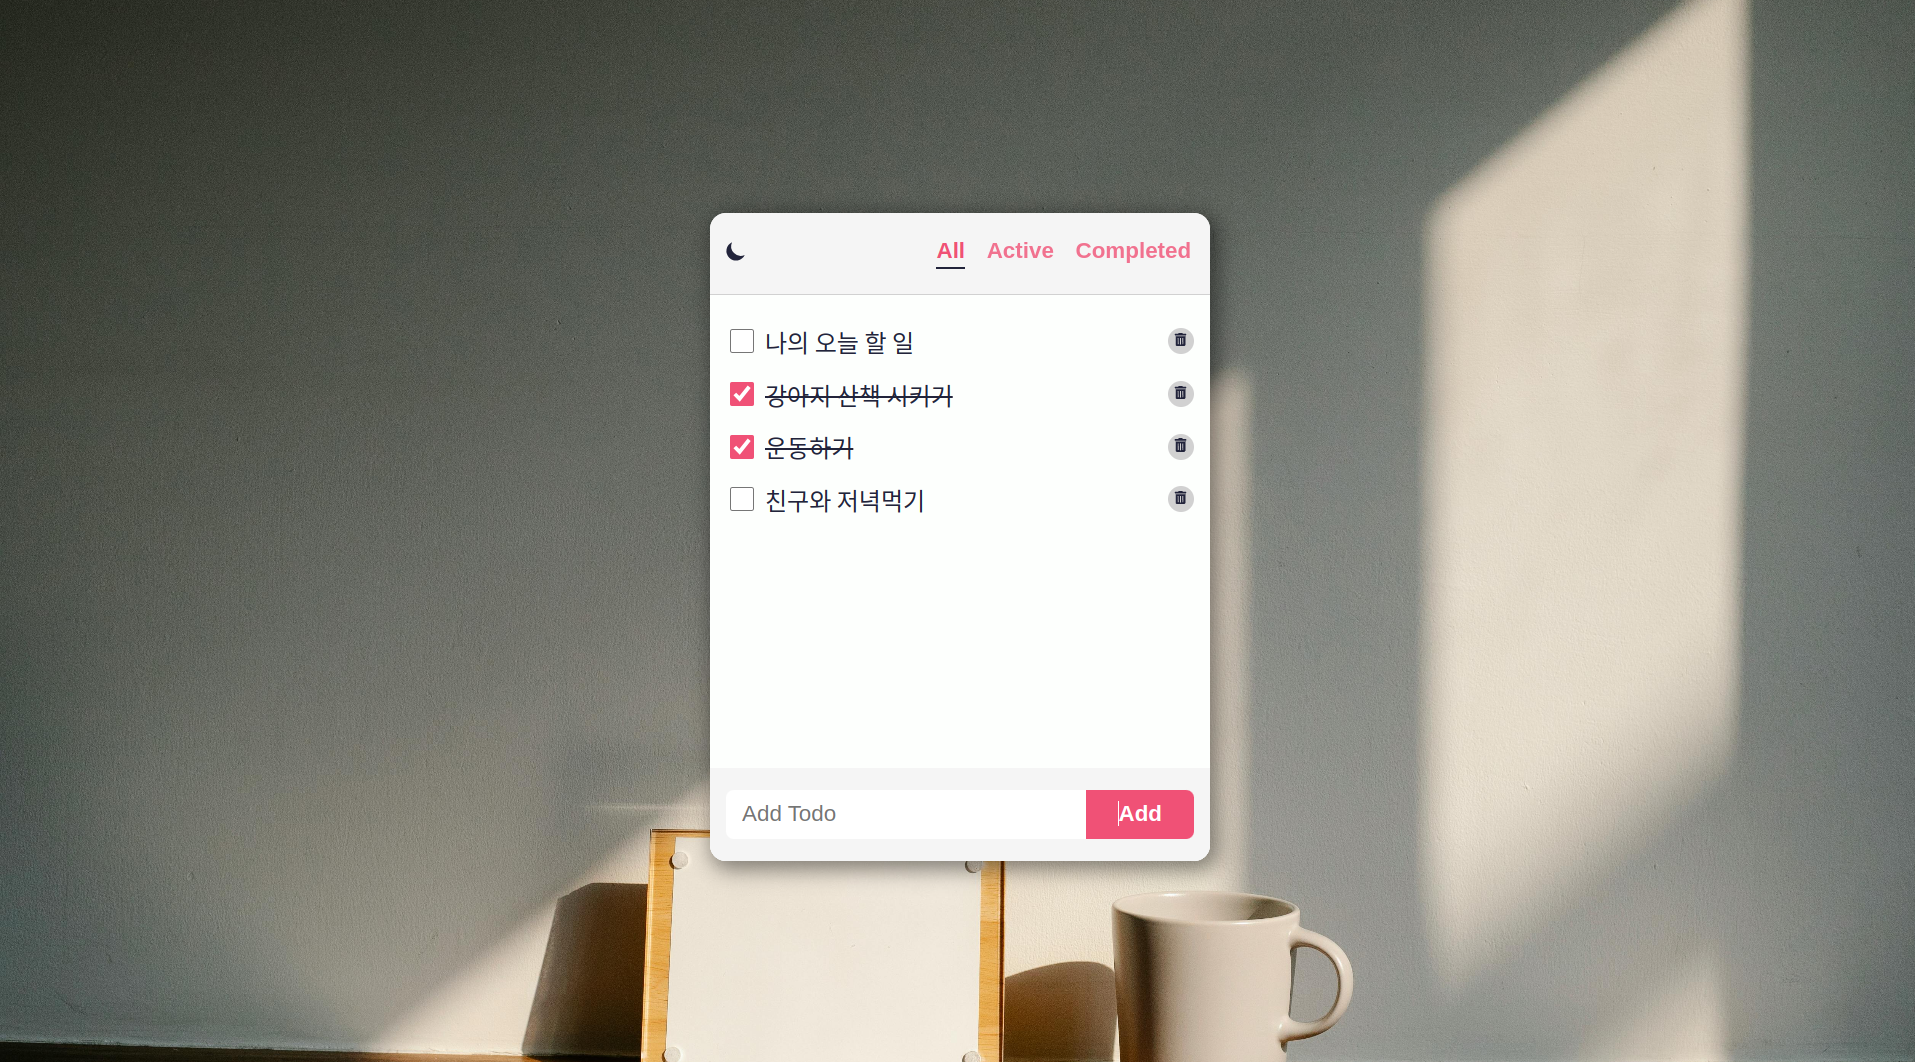 All Active Completed
나의 오늘 할 일
강아지 산책 시키기
운동하기
친구와 저녁먹기
Add Todo Add